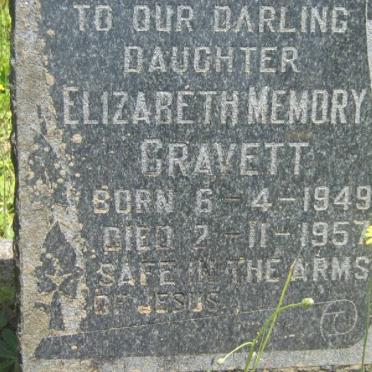 TO OUR DARLING
DAUGHTER
ELIZABETH MEMORY
GRAVETT
BORN 6-4-1949
DIED 2-11-1957
SAFE IN THE ARMS
OF JESUS.